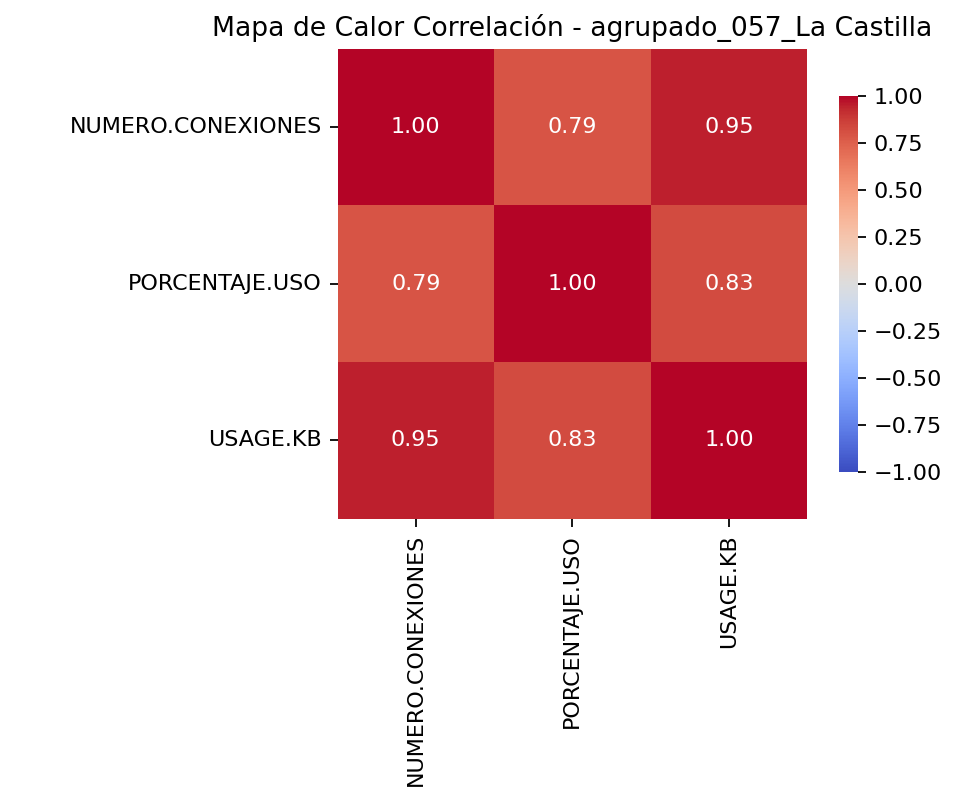 Mapa de Calor Correlación - agrupado_057_La Castilla
NUMERO.CONEXIONES
1.00
0.79
0.95
PORCENTAJE.USO
0.79
1.00
0.83
USAGE.KB
0.95
0.83
1.00
NUMERO.CONEXIONES
PORCENTAJE.USO
USAGE.KB
1.00
0.75
0.50
0.25
0.00
−0.25
−0.50
−0.75
−1.00